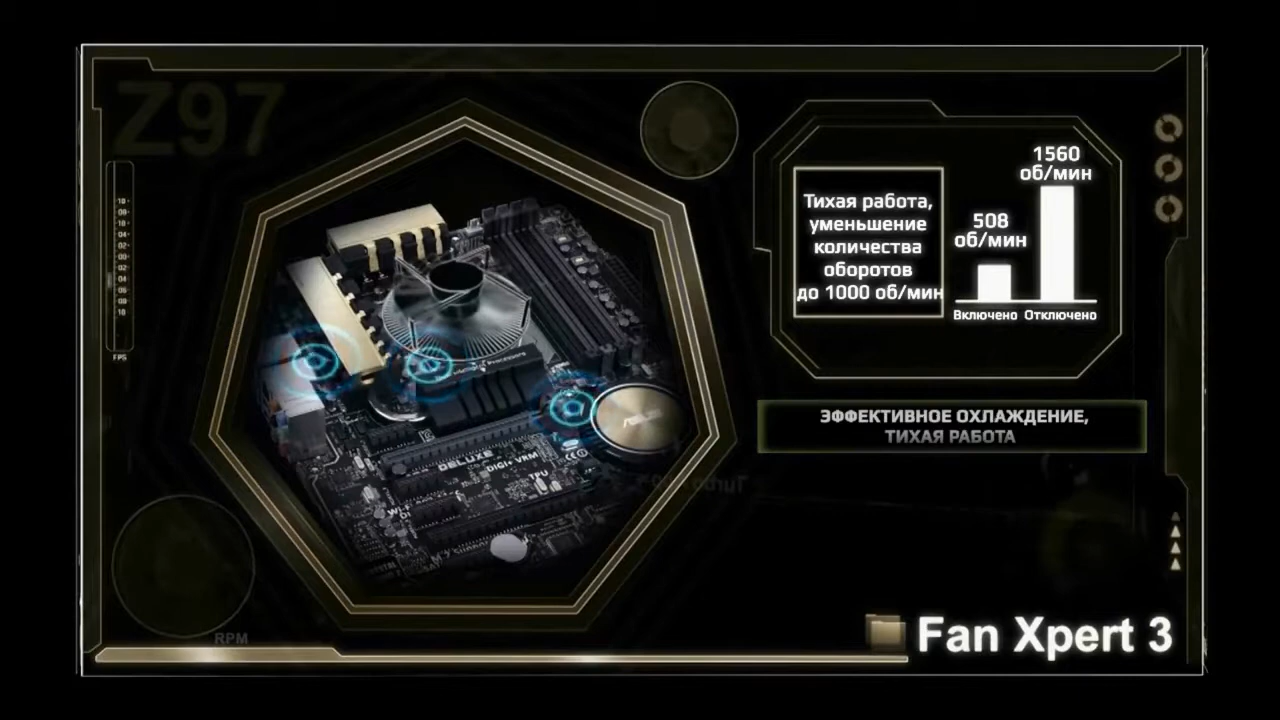 Z97
1560
об/мин
Тихая работа,
уменьшение
количества
оборотов
до 1000 об/мин
508
об/мин
Включено Отключено
FPS
ЭФФЕКТИВНОЕ ОХЛАЖДЕНИЕ,
ТИХАЯ РАБОТА
DELUXE
DIGI+ VRM
TPU
RPM
Fan Xpert 3